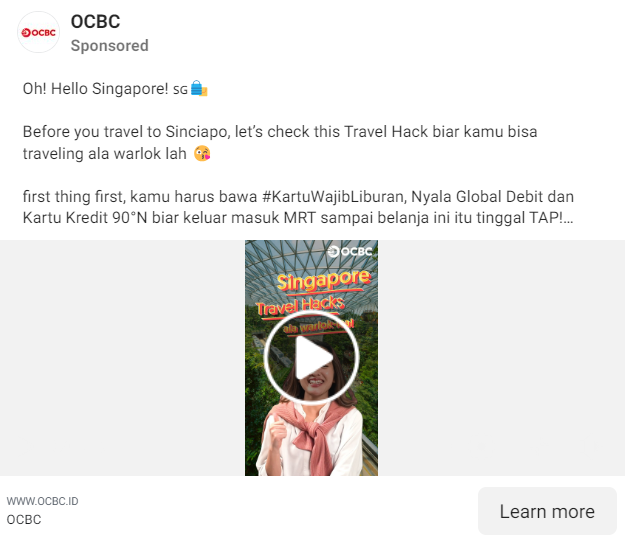 OCBC
OCBC
Sponsored
Oh! Hello Singapore! SG
Before you travel to Sinciapo, let's check this Travel Hack biar kamu bisa
traveling ala warlok lah 😘
first thing first, kamu harus bawa #KartuWajibLiburan, Nyala Global Debit dan
Kartu Kredit 90°N biar keluar masuk MRT sampai belanja ini itu tinggal TAP!...
OCBC
Singapore
Travel Hacks
ala warlok
WWW.OCBC.ID
OCBC
Learn more